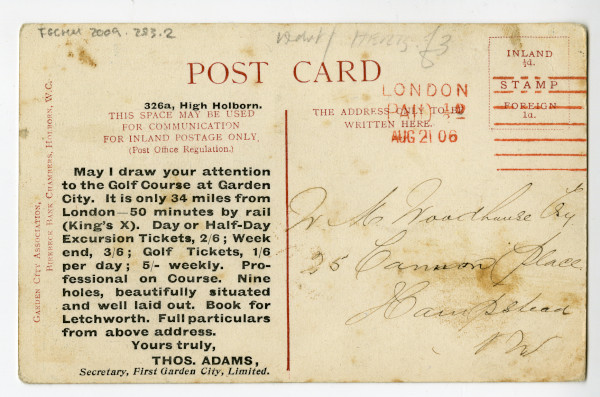 FGCHM 2009.283.2
£3
POST CARD
INLAND
½d.
STAMP
FOREIGN
1d.
LONDON
PAID
AUG 21 06
326a, High Holborn.
THIS SPACE MAY BE USED
FOR COMMUNICATION
FOR INLAND POSTAGE ONLY,
(Post Office Regulation.)
THE ADDRESS ONLY TO BE
WRITTEN HERE.
GARDEN CITY ASSOCIATION,
BIRKBECK BANK CHAMBERS, HOLBORN, W.C.
May I draw your attention
to the Golf Course at Garden
City. It is only 34 miles from
London—50 minutes by rail
(King's X). Day or Half-Day
Excursion Tickets, 2/6; Week
end, 3/6; Golf Tickets, 1/6
per day; 5/- weekly. Pro-
fessional on Course. Nine
holes, beautifully situated
and well laid out. Book for
Letchworth. Full particulars
from above address.
Yours truly,
THOS. ADAMS,
Secretary, First Garden City, Limited.
W M Woodhouse Esq
25 Cannon Place
Hampstead
NW